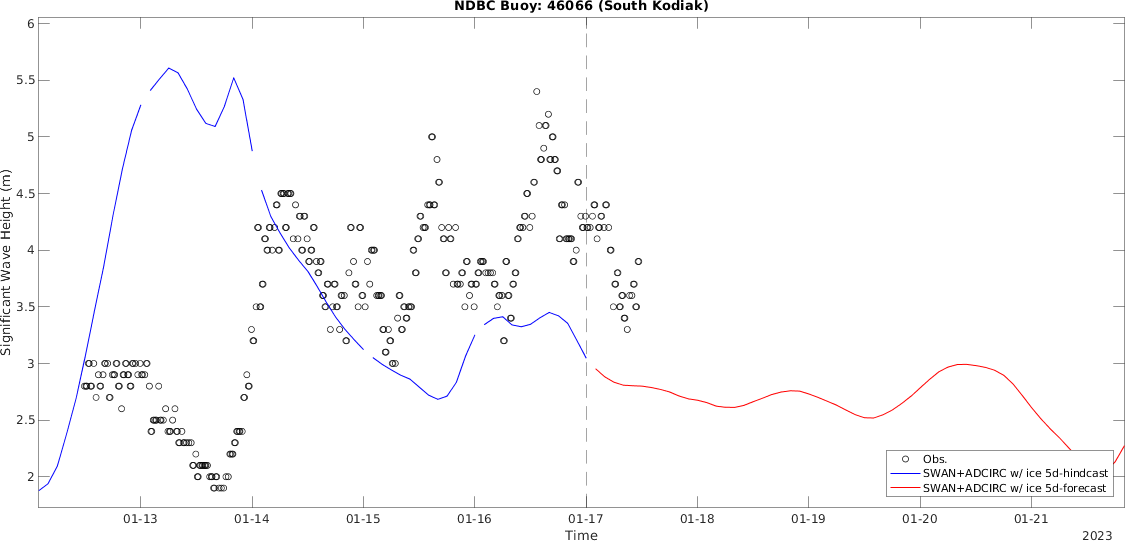 NDBC Buoy: 46066 (South Kodiak)
6
5.5
5
4.5
4
3.5
3
2.5
2
Significant Wave Height (m)
01-13 01-14 01-15 01-16 01-17 01-18 01-19 01-20 01-21
Time
2023
Obs.
SWAN+ADCIRC w/ ice 5d-hindcast
SWAN+ADCIRC w/ ice 5d-forecast